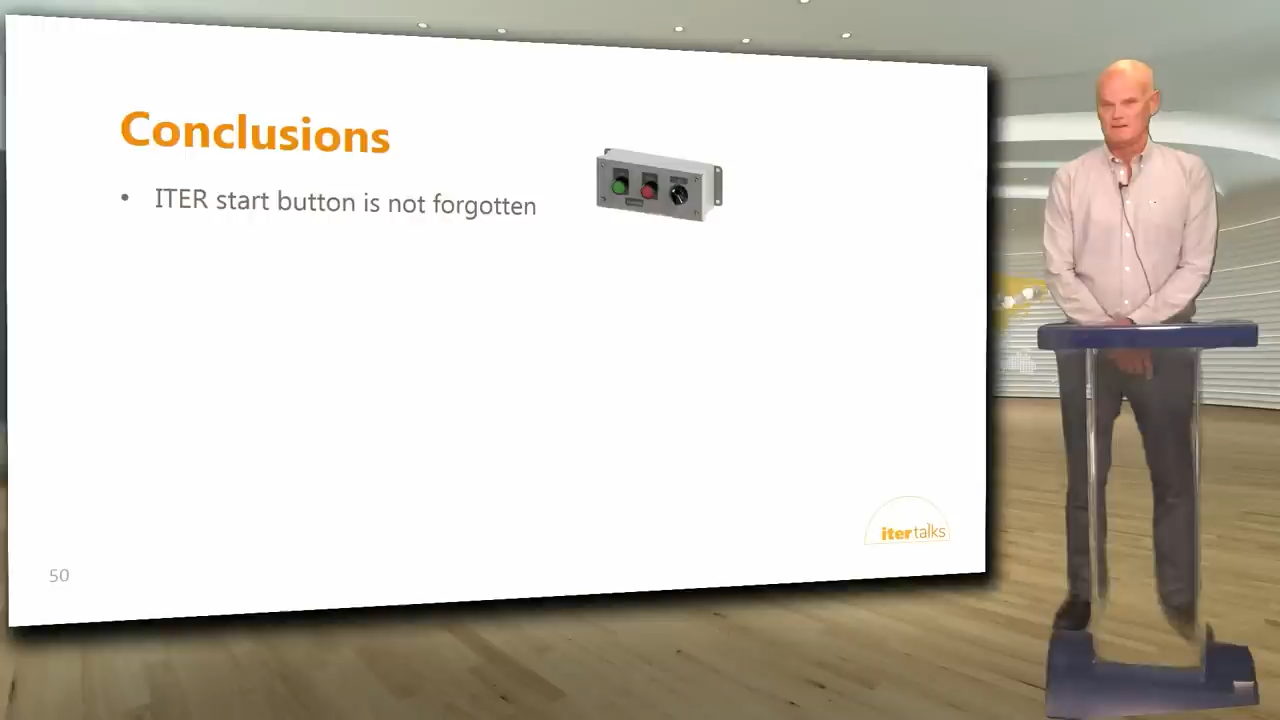 Conclusions
• ITER start button is not forgotten
iter talks
50